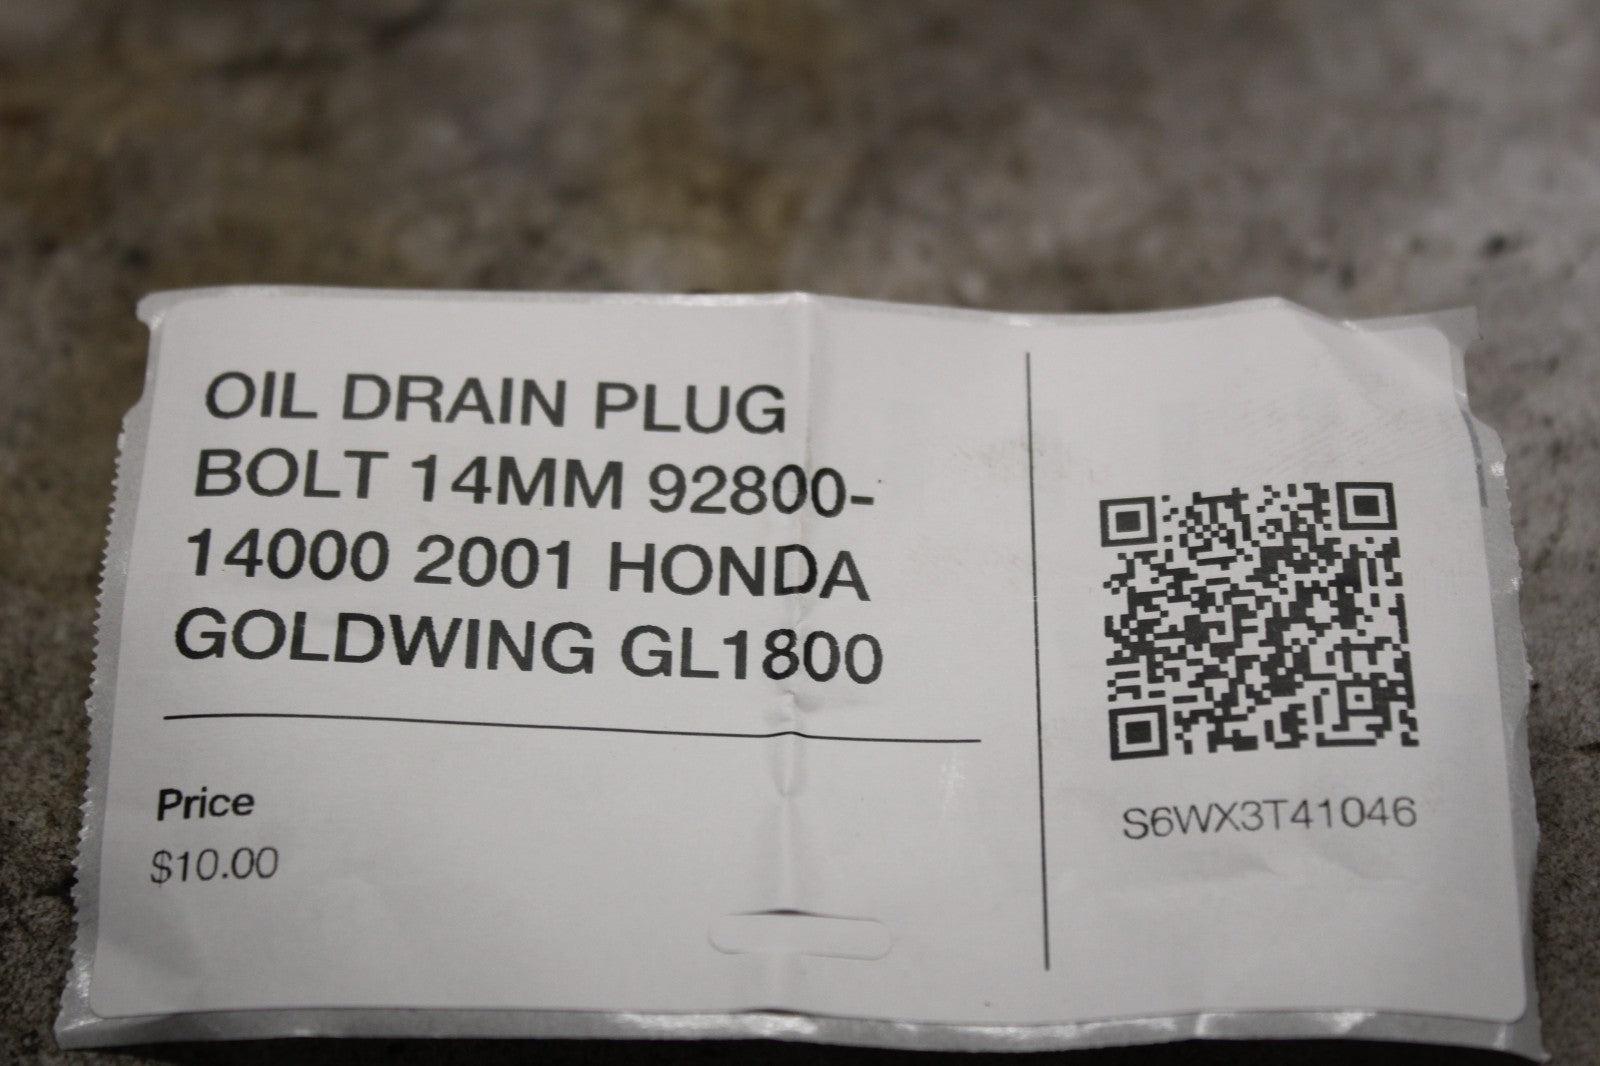 OIL DRAIN PLUG
BOLT 14MM 92800-
14000 2001 HONDA
GOLDWING GL1800
Price
$10.00
S6WX3T41046